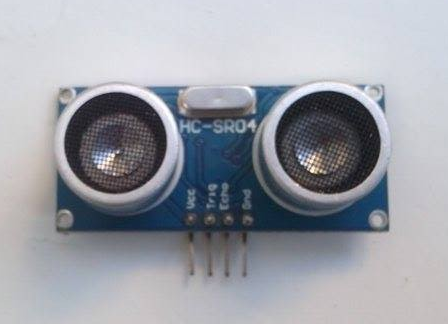 HC-SR04
Vcc
Trig
Echo
Gnd